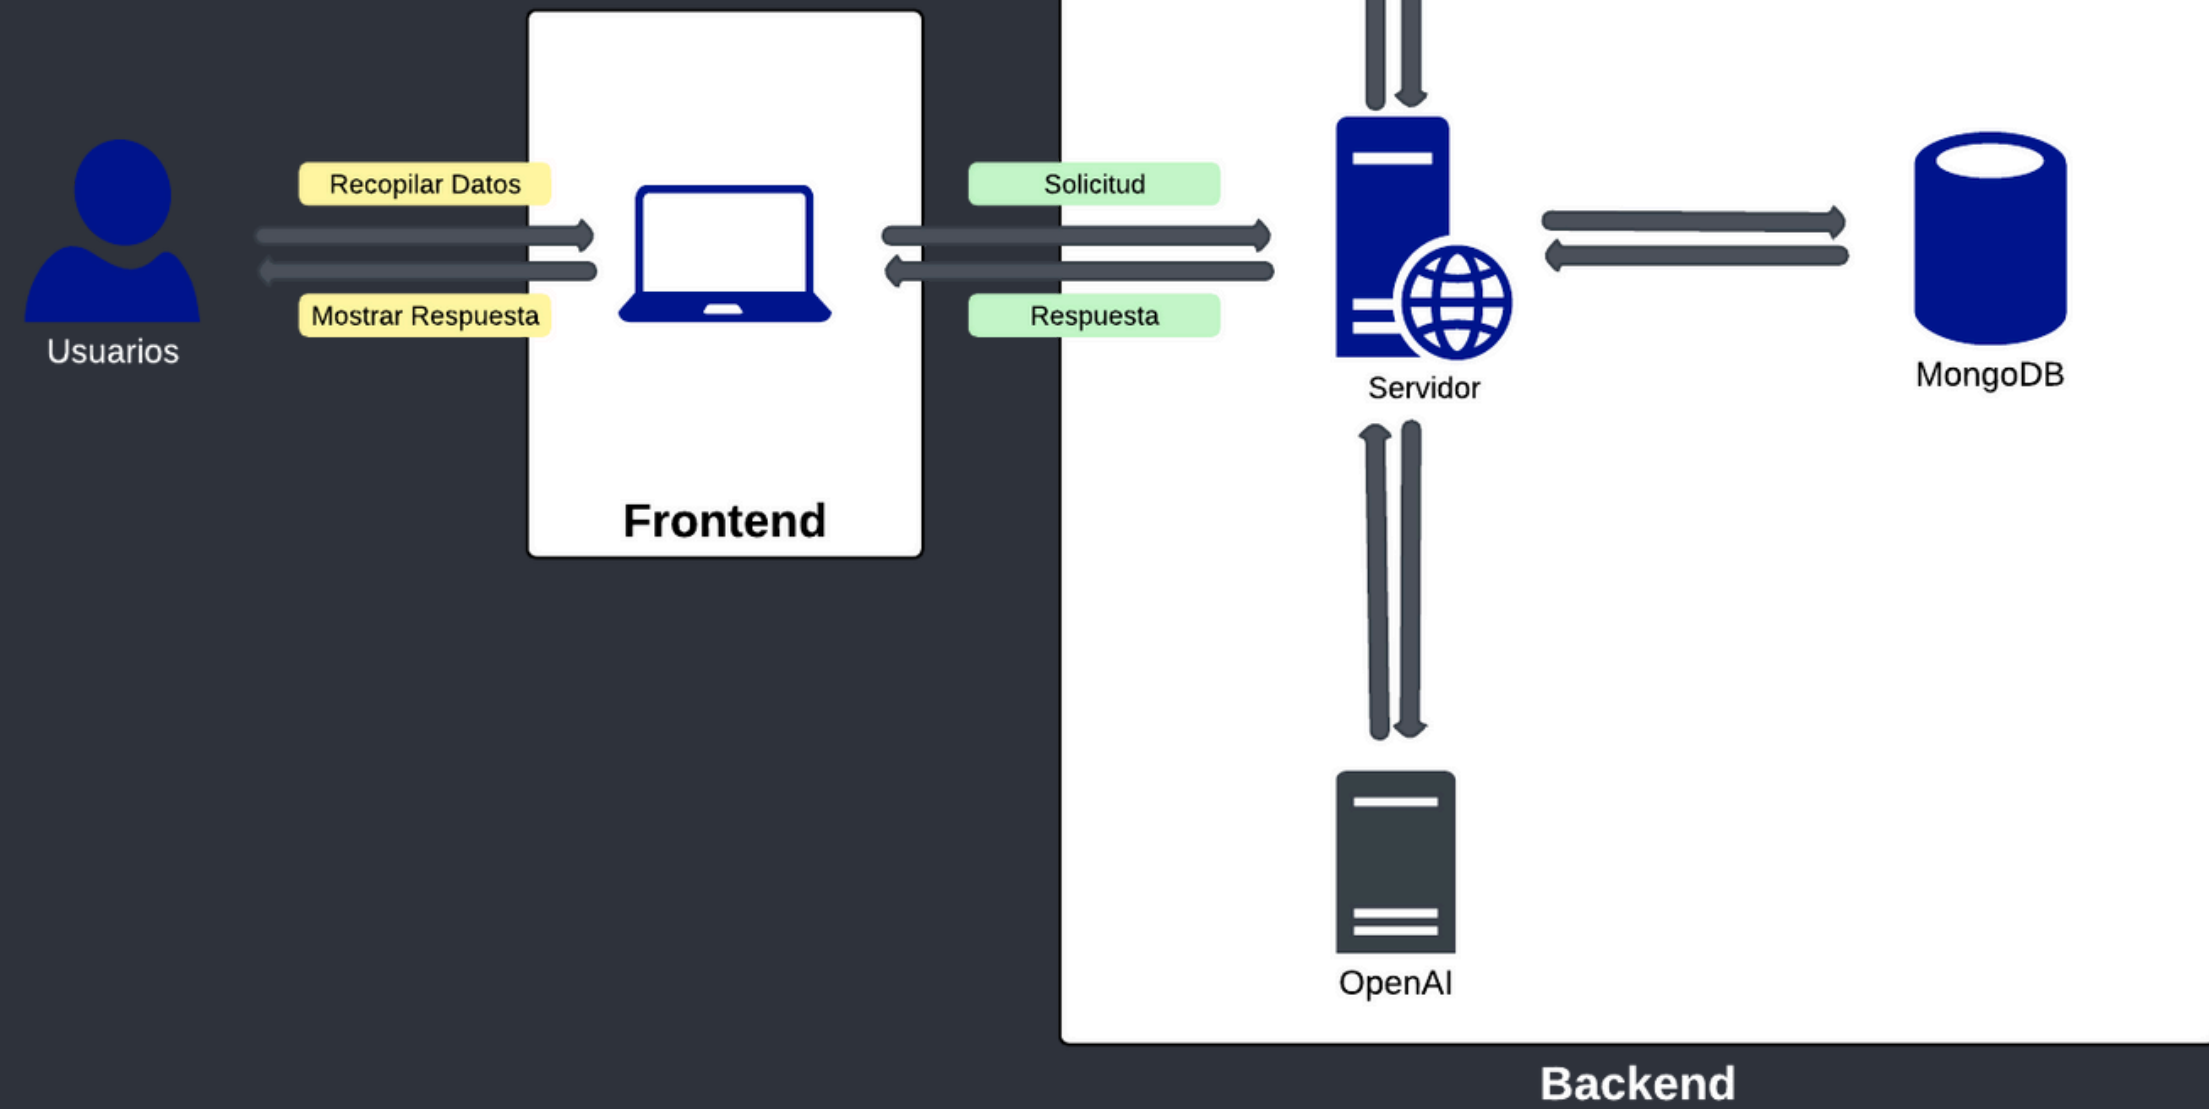 Recopilar Datos
Solicitud
Mostrar Respuesta
Respuesta
Usuarios
MongoDB
Servidor
Frontend
OpenAI
Backend